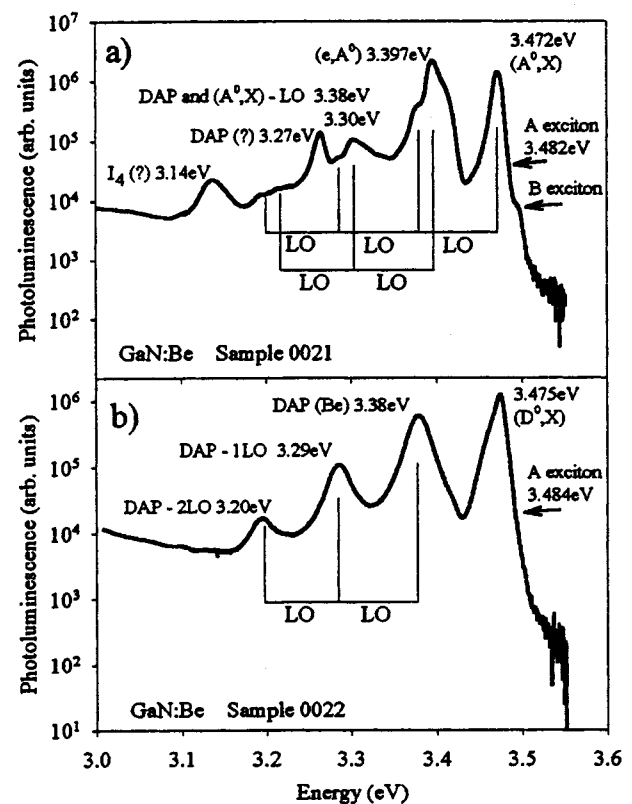 a)
Photoluminescence (arb. units)
10⁷
10⁶
10⁵
10⁴
10³
10²
(e,A⁰) 3.397eV
3.472eV
(A⁰,X)
DAP and (A⁰,X) - LO 3.38eV
3.30eV
DAP (?) 3.27eV
I₄ (?) 3.14eV
A exciton
3.482eV
B exciton
LO LO LO
LO LO
GaN:Be Sample 0021
b)
Photoluminescence (arb. units)
10⁶
10⁵
10⁴
10³
10²
10¹
DAP (Be) 3.38eV
3.475eV
(D⁰,X)
DAP - 1LO 3.29eV
A exciton
3.484eV
DAP - 2LO 3.20eV
LO LO
GaN:Be Sample 0022
3.0 3.1 3.2 3.3 3.4 3.5 3.6
Energy (eV)